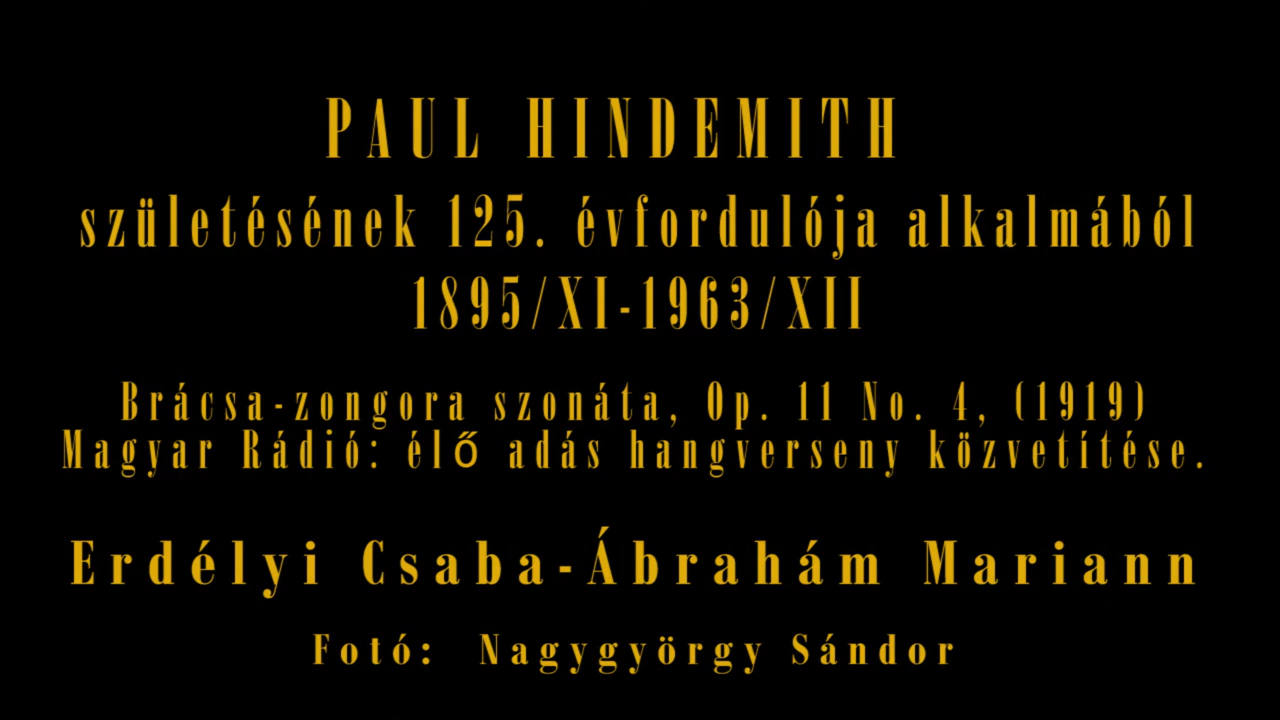 PAUL HINDEMITH
születésének 125. évfordulója alkalmából
1895/XI-1963/XII
Brácsa-zongora szonáta, Op. 11 No. 4, (1919)
Magyar Rádió: élő adás hangverseny közvetítése.
Erdélyi Csaba-Ábrahám Mariann
Fotó: Nagygyörgy Sándor